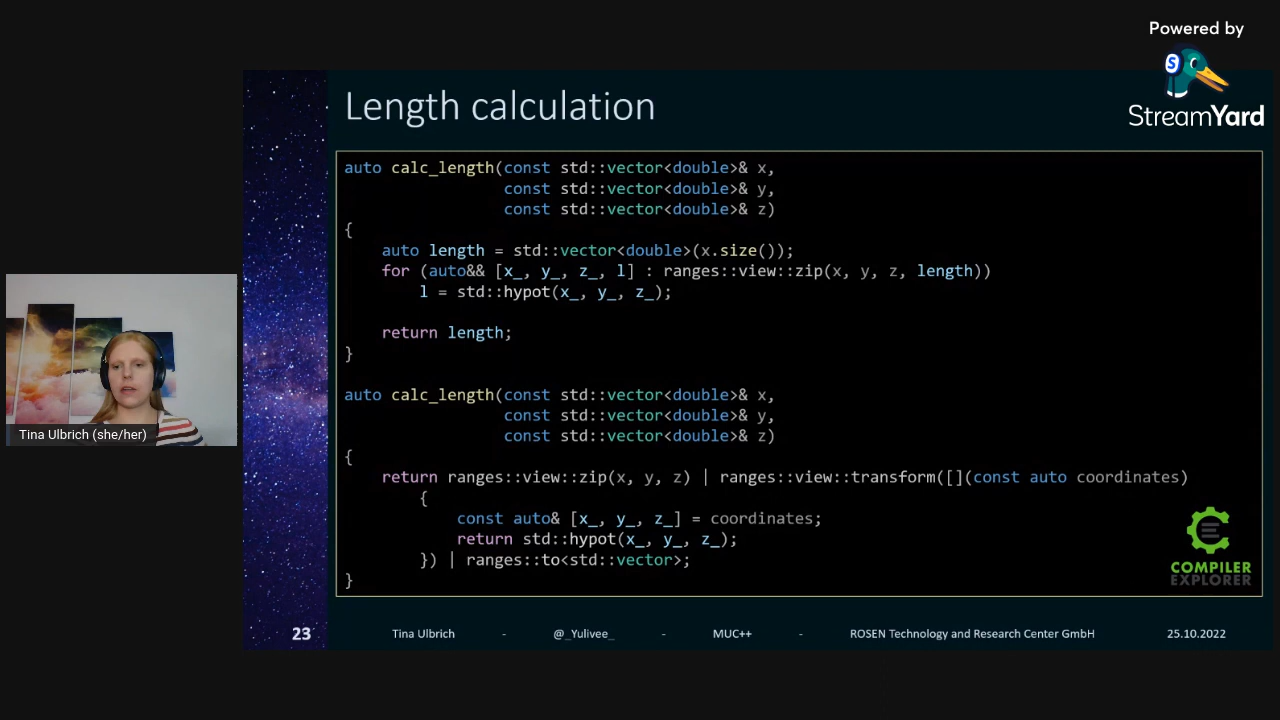 Powered by
S
StreamYard
Length calculation
auto calc_length(const std::vector<double>& x,
                 const std::vector<double>& y,
                 const std::vector<double>& z)
{
    auto length = std::vector<double>(x.size());
    for (auto&& [x_, y_, z_, l] : ranges::view::zip(x, y, z, length))
        l = std::hypot(x_, y_, z_);

    return length;
}

auto calc_length(const std::vector<double>& x,
                 const std::vector<double>& y,
                 const std::vector<double>& z)
{
    return ranges::view::zip(x, y, z) | ranges::view::transform([](const auto coordinates)
        {
            const auto& [x_, y_, z_] = coordinates;
            return std::hypot(x_, y_, z_);
        }) | ranges::to<std::vector>;
}
COMPILER
EXPLORER
Tina Ulbrich (she/her)
23
Tina Ulbrich - @_Yulivee_ - MUC++ - ROSEN Technology and Research Center GmbH 25.10.2022